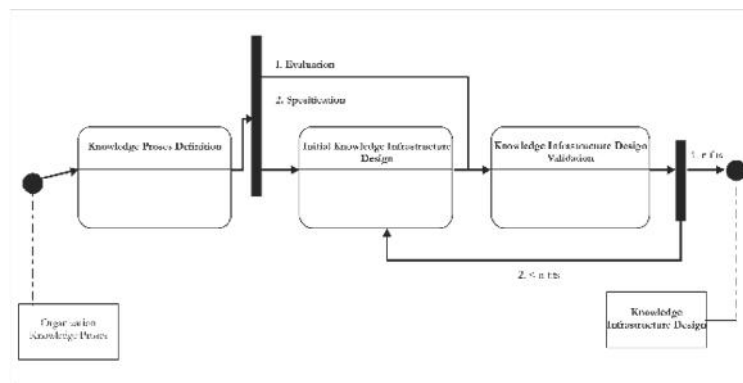 1. Evaluation
2. Spesification
Knowledge Proses Definition
Initial Knowledge Infrastructure
Design
Knowledge Infrastructure Design
Validation
1.
2. <
Organization
Knowledge Proses
Knowledge
Infrastructure Design